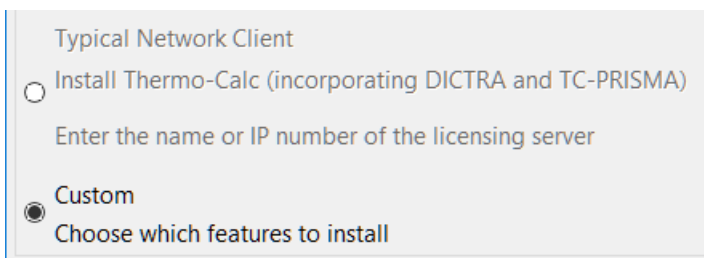 Typical Network Client
Install Thermo-Calc (incorporating DICTRA and TC-PRISMA)
Enter the name or IP number of the licensing server
Custom
Choose which features to install